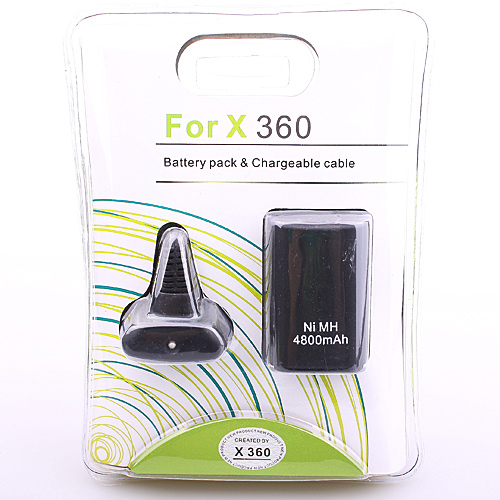 For X 360
Battery pack & Chargeable cable
Ni MH
4800mAh
CREATED BY
X 360